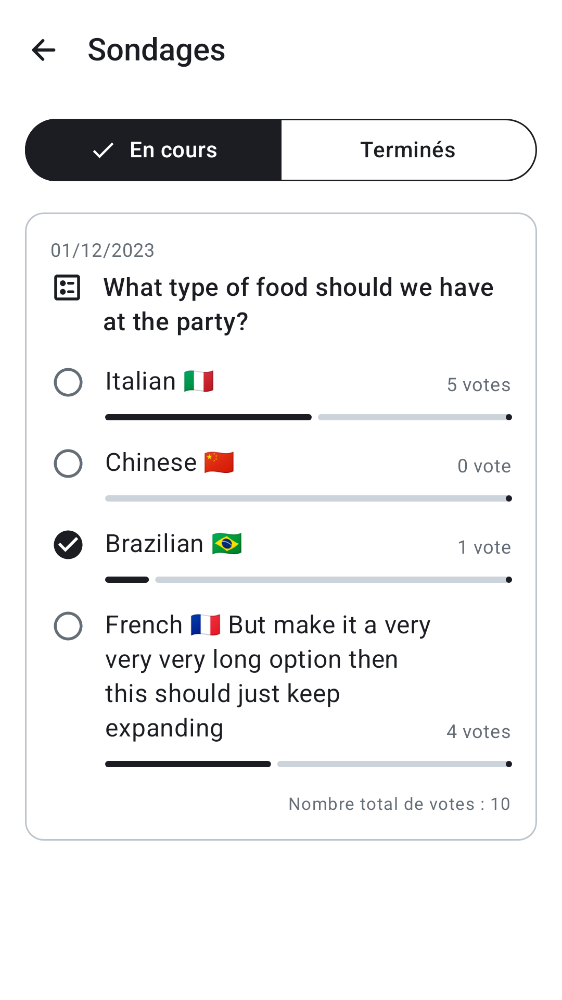 Sondages
En cours
Terminés
01/12/2023
What type of food should we have
at the party?
Italian 🇮🇹
5 votes
Chinese 🇨🇳
0 vote
Brazilian 🇧🇷
1 vote
French 🇫🇷 But make it a very
very very long option then
this should just keep
expanding
4 votes
Nombre total de votes : 10